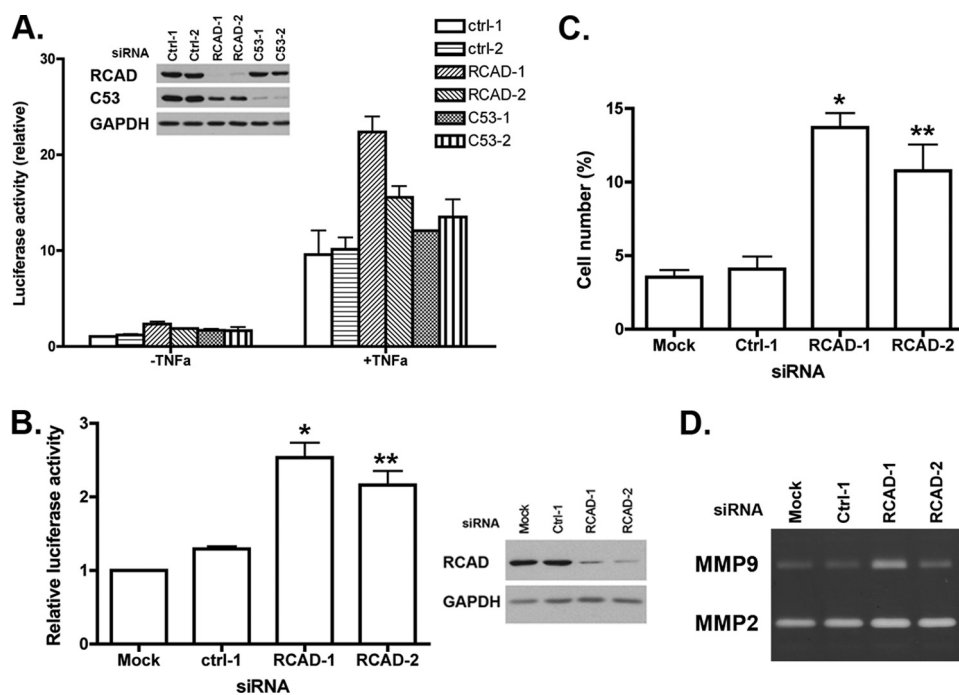 A.
siRNA
Ctrl-1
Ctrl-2
RCAD-1
RCAD-2
C53-1
C53-2
RCAD
C53
GAPDH
ctrl-1
ctrl-2
RCAD-1
RCAD-2
C53-1
C53-2
Luciferase activity (relative)
30
20
10
0
-TNFa
+TNFa
B.
Relative luciferase activity
3
2
1
0
*
**
Mock
ctrl-1
RCAD-1
RCAD-2
siRNA
siRNA
Mock
Ctrl-1
RCAD-1
RCAD-2
RCAD
GAPDH
C.
Cell number (%)
15
10
5
0
*
**
Mock
Ctrl-1
RCAD-1
RCAD-2
siRNA
D.
siRNA
Mock
Ctrl-1
RCAD-1
RCAD-2
MMP9
MMP2